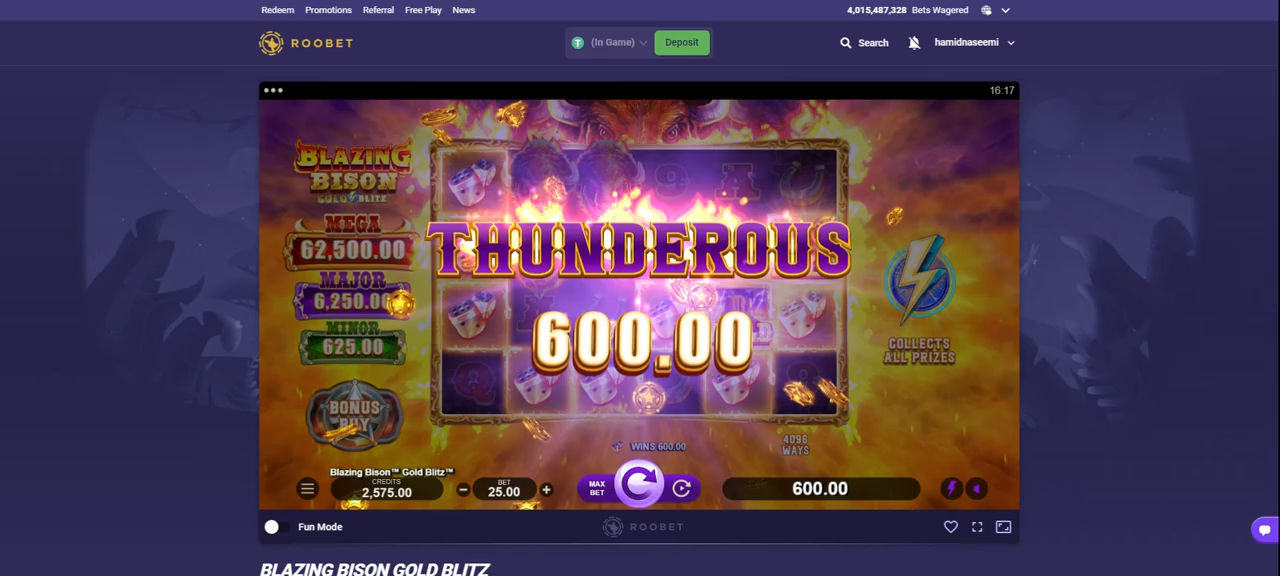 Redeem Promotions Referral Free Play News 4,015,487,328 Bets Wagered
ROOBET (In Game) Deposit Search hamidnaseemi
16:17
BLAZING
BISON
GOLD BLITZ
MEGA
62,500.00
MAJOR
6,250.00
MINOR
625.00
THUNDEROUS
600.00
COLLECTS
ALL PRIZES
BONUS
BUY
WINS 600.00
4096
WAYS
Blazing Bison™ Gold Blitz™
CREDITS
2,575.00
BET
25.00
MAX
BET
600.00
Fun Mode ROOBET
BLAZING BISON GOLD BLITZ